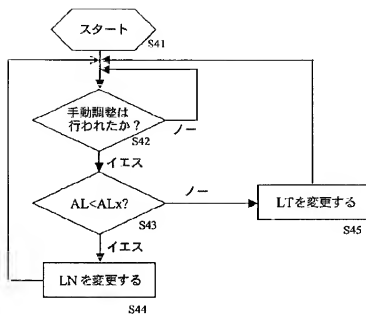 スタート
S41
手動調整は
行われたか？
S42
ノー
イエス
AL<ALx?
S43
ノー
LTを変更する
S45
イエス
LNを変更する
S44